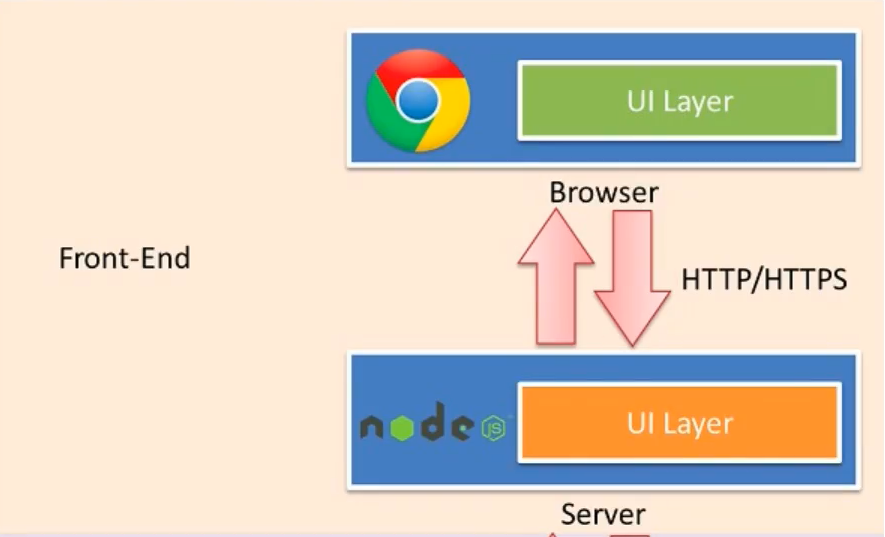 UI Layer
Browser
Front-End
HTTP/HTTPS
node JS
UI Layer
Server